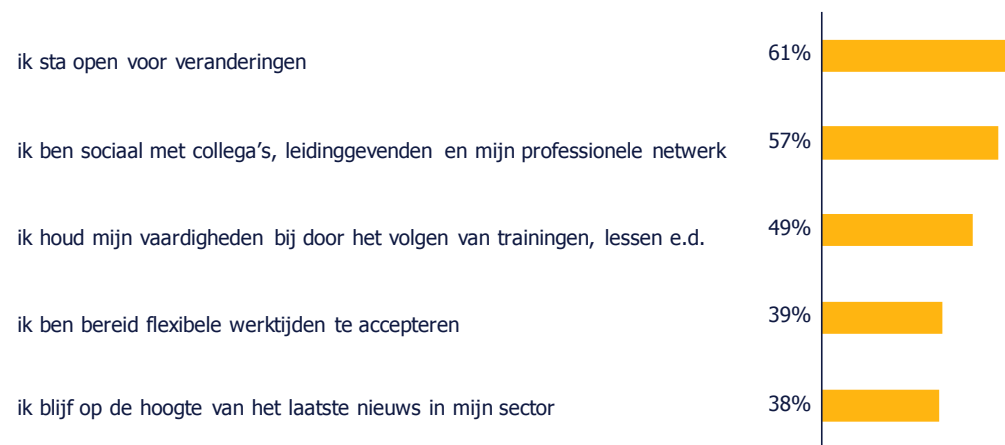 ik sta open voor veranderingen 61%
ik ben sociaal met collega’s, leidinggevenden en mijn professionele netwerk 57%
ik houd mijn vaardigheden bij door het volgen van trainingen, lessen e.d. 49%
ik ben bereid flexibele werktijden te accepteren 39%
ik blijf op de hoogte van het laatste nieuws in mijn sector 38%